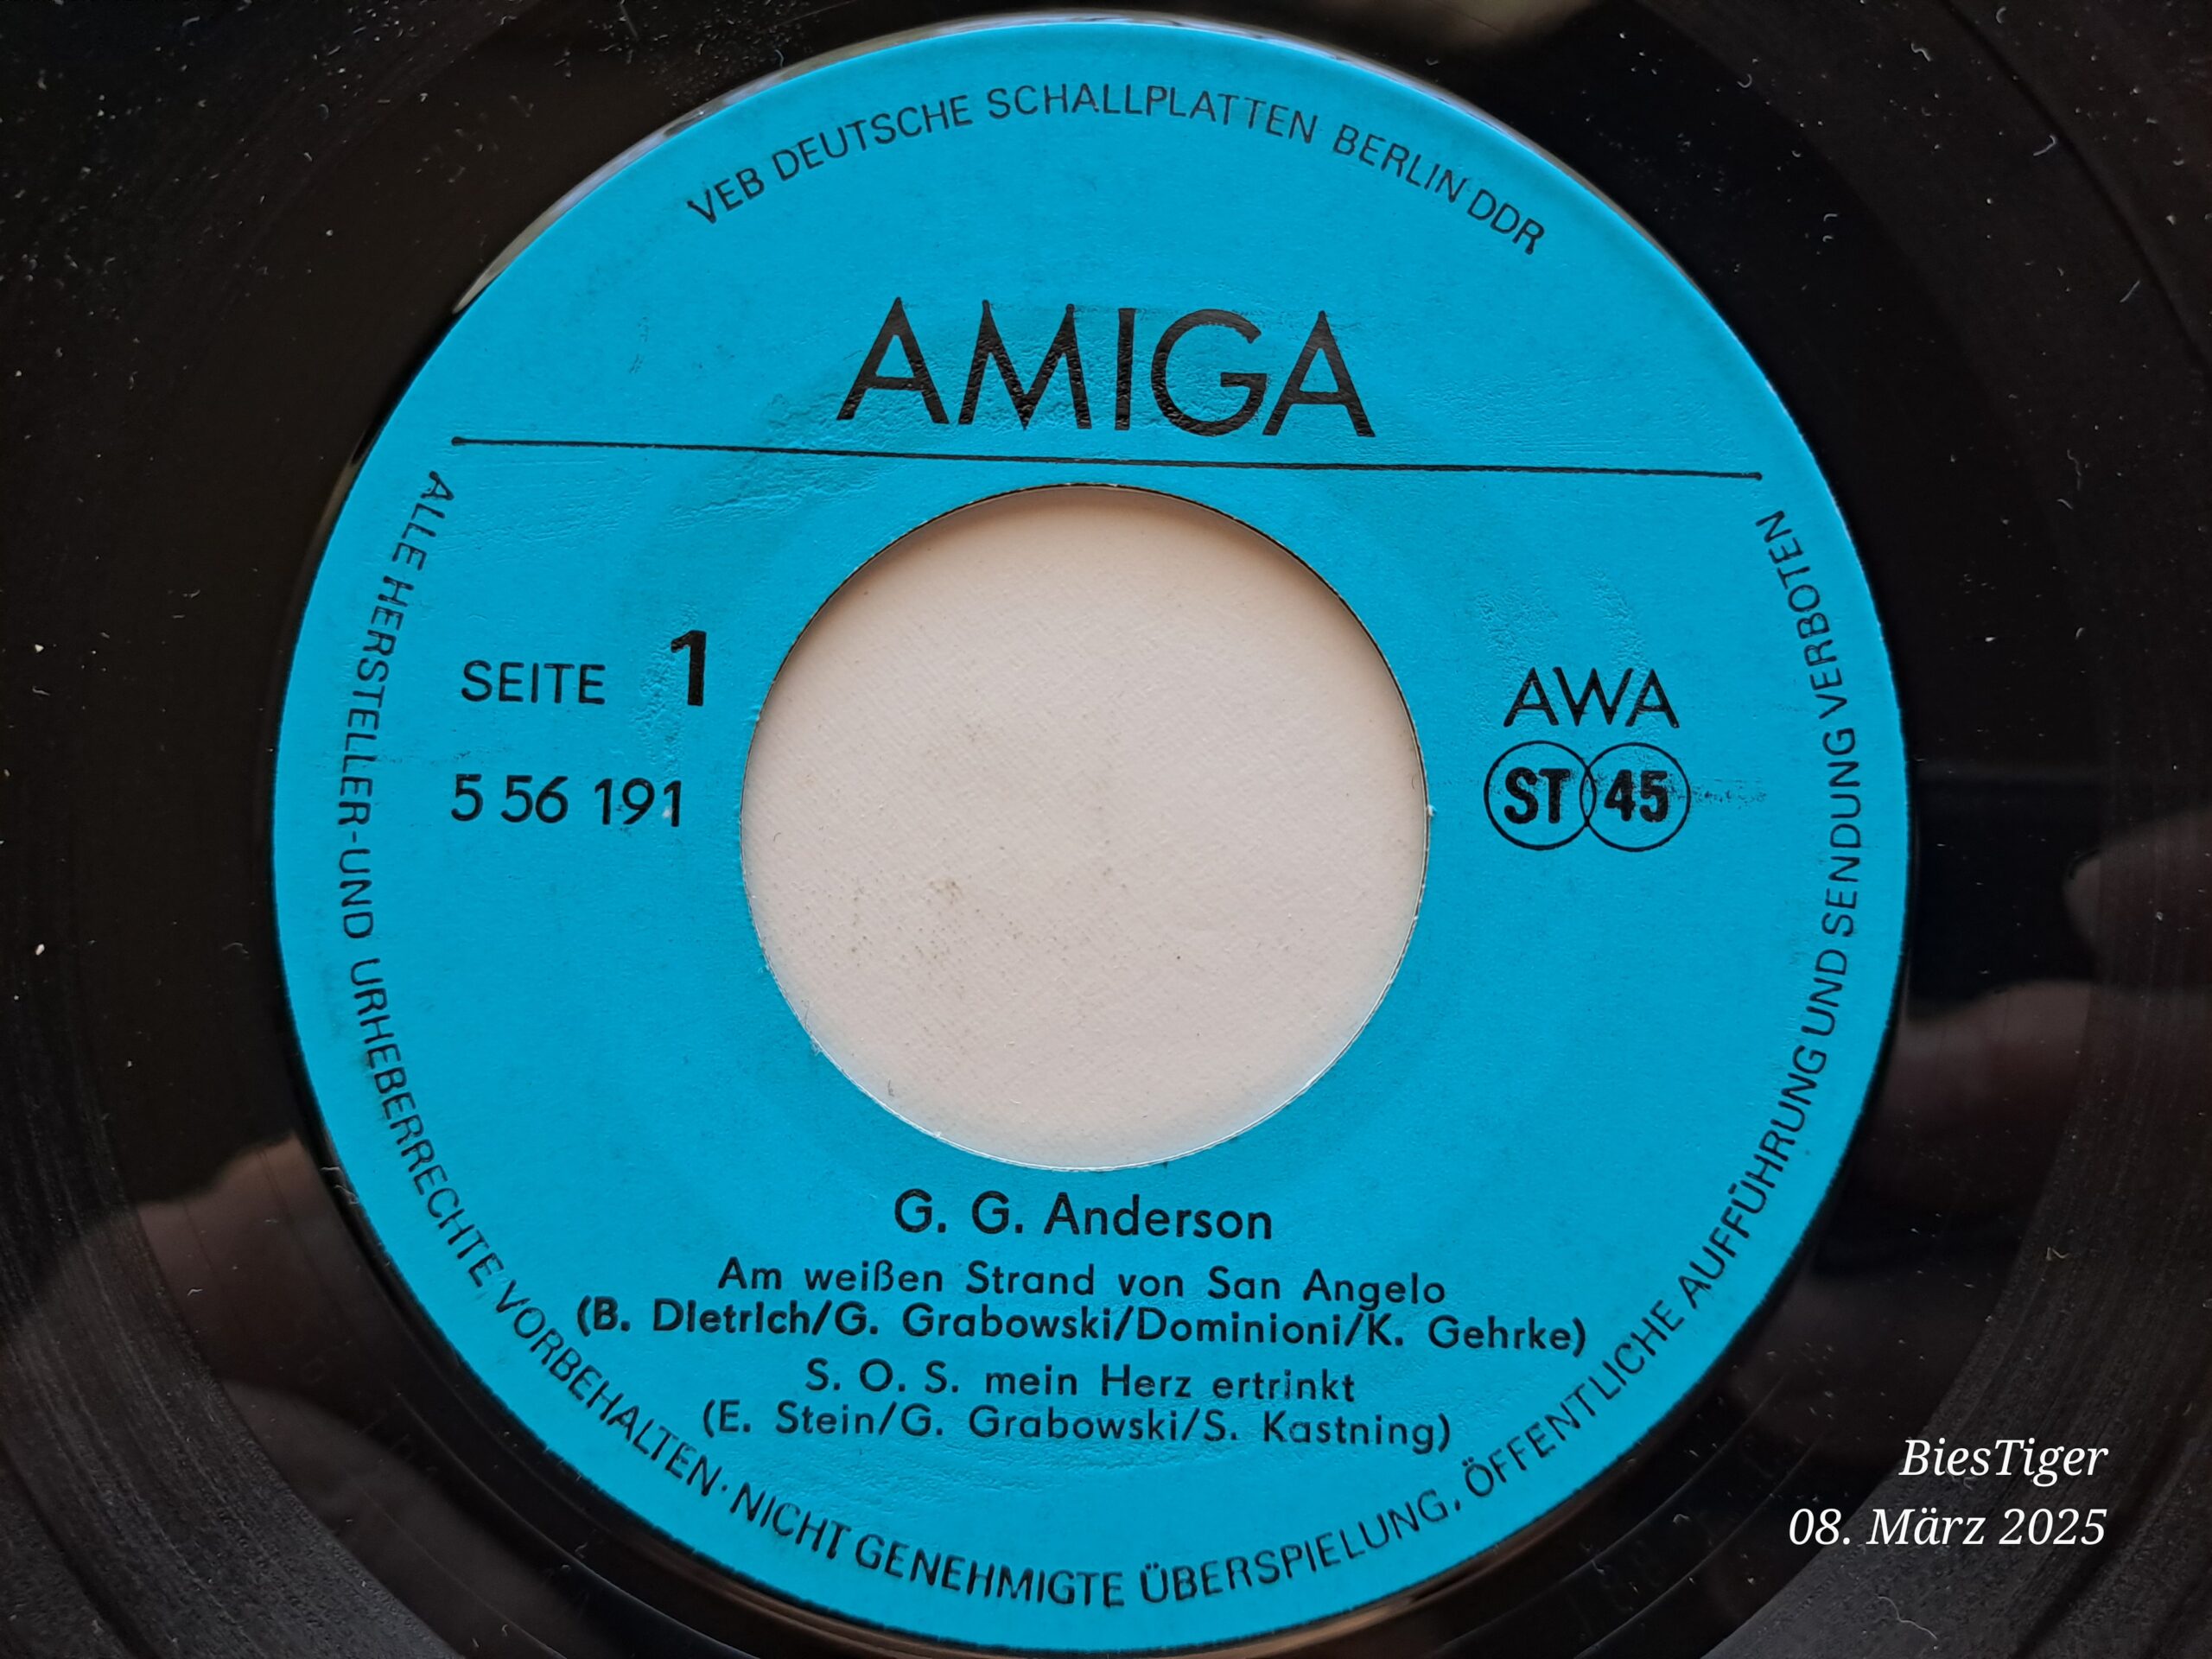 VEB DEUTSCHE SCHALLPLATTEN BERLIN DDR
AMIGA
SEITE 1
5 56 191
AWA
ST 45
G. G. Anderson
Am weißen Strand von San Angelo
(B. Dietrich/G. Grabowski/Dominioni/K. Gehrke)
S. O. S. mein Herz ertrinkt
(E. Stein/G. Grabowski/S. Kastning)
ALLE HERSTELLER-UND URHEBERRECHTE VORBEHALTEN · NICHT GENEHMIGTE ÜBERSPIELUNG, ÖFFENTLICHE AUFFÜHRUNG UND SENDUNG VERBOTEN
BiesTiger
08. März 2025